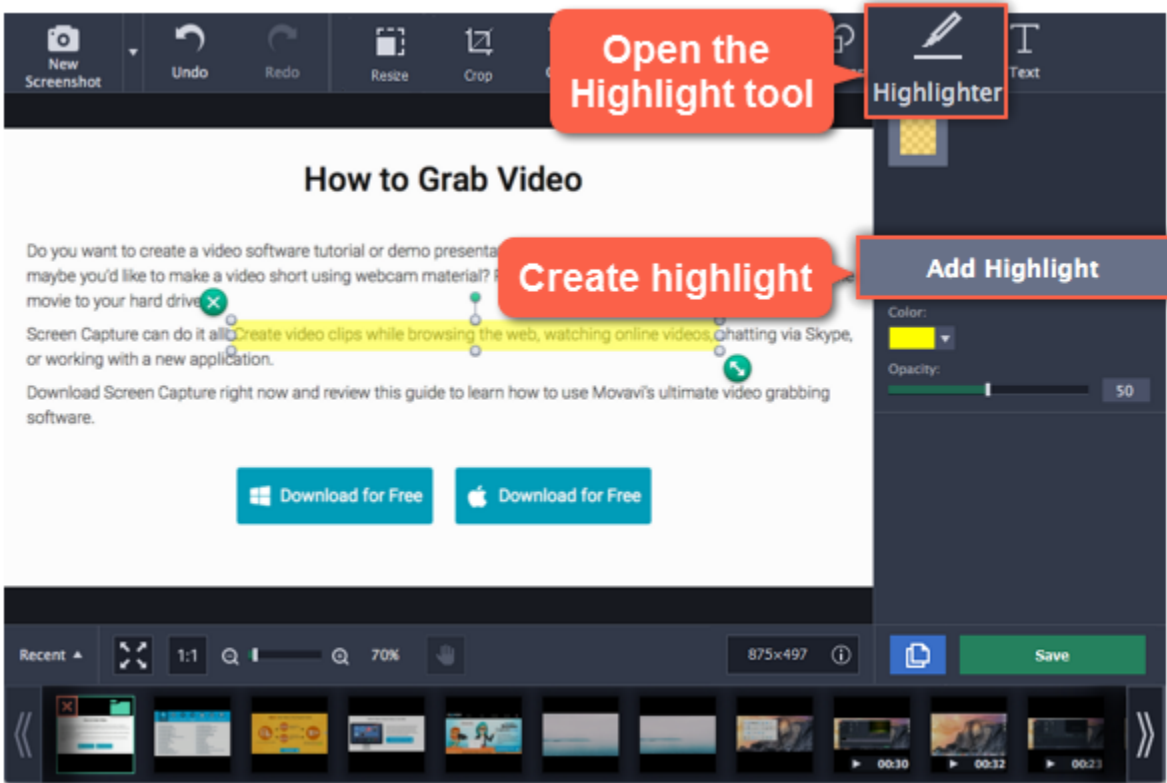 New
Screenshot
Undo
Redo
Resize
Crop
Open the
Highlight tool
Highlighter
Text
How to Grab Video
Do you want to create a video software tutorial or demo
maybe you'd like to make a video short using webcam material?
movie to your hard drive
Create highlight
Add Highlight
Screen Capture can do it all! Create video clips while browsing the web, watching online videos, chatting via Skype,
or working with a new application.
Color:
Opacity:
50
Download Screen Capture right now and review this guide to learn how to use Movavi's ultimate video grabbing
software.
Download for Free
Download for Free
Recent
1:1
70%
875×497
Save
00:30
00:32
00:23